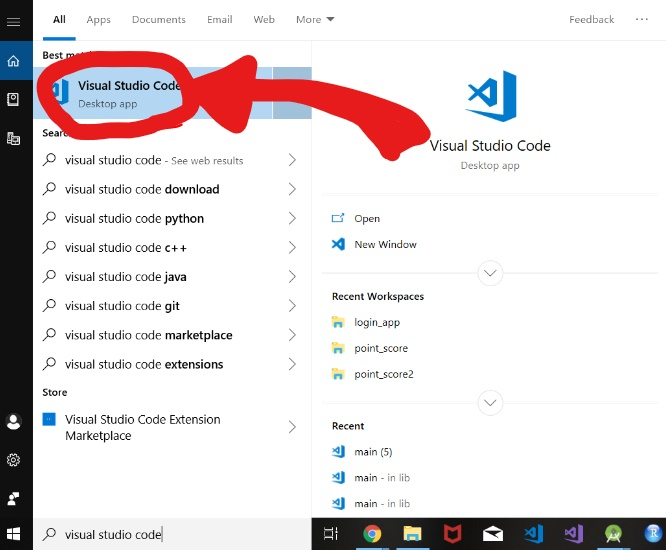 All Apps Documents Email Web More Feedback
Best
Visual Studio Code
Desktop app
visual studio code - See web results
visual studio code download
visual studio code python
visual studio code c++
visual studio code java
visual studio code git
visual studio code marketplace
visual studio code extensions
Store
Visual Studio Code Extension
Marketplace
visual studio code
Visual Studio Code
Desktop app
Open
New Window
Recent Workspaces
login_app
point_score
point_score2
Recent
main (5)
main - in lib
main - in lib